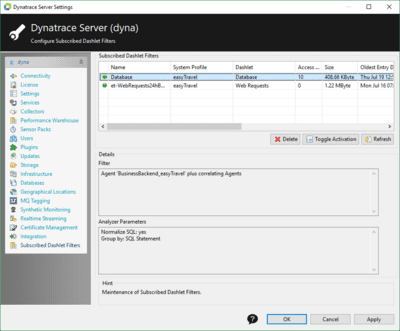 Dynatrace Server Settings
Dynatrace Server (dyna)
Configure Subscribed Dashlet Filters
dyna
Connectivity
License
Settings
Services
Collectors
Performance Warehouse
Sensor Packs
Users
Plugins
Updates
Storage
Infrastructure
Databases
Geographical Locations
MQ Tagging
Synthetic Monitoring
Realtime Streaming
Certificate Management
Integration
Subscribed Dashlet Filters
Subscribed Dashlet Filters
Name System Profile Dashlet Access ... Size Oldest Entry D
Database easyTravel Database 10 408.66 KByte Thu Jul 19 12:5
et-WebRequests24hB... easyTravel Web Requests 0 1.22 MByte Mon Jul 16 07:
Delete Toggle Activation Refresh
Details
Filter
Agent 'BusinessBackend_easyTravel' plus correlating Agents
Analyzer Parameters
Normalize SQL: yes
Group by: SQL Statement
Hint
Maintenance of Subscribed Dashlet Filters.
? OK Cancel Apply